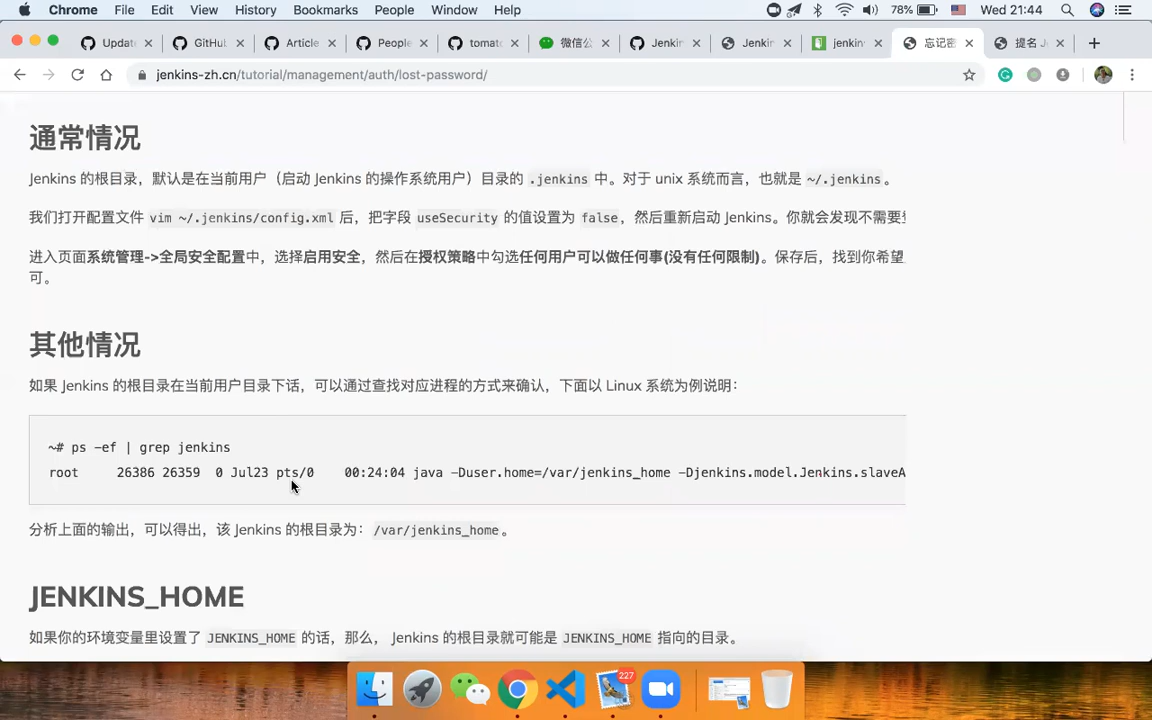 Chrome File Edit View History Bookmarks People Window Help 78% Wed 21:44
Updat GitHub Article People tomat 微信公 Jenkin Jenkin jenkin 忘记密 提名 J
jenkins-zh.cn/tutorial/management/auth/lost-password/
通常情况
Jenkins 的根目录，默认是在当前用户（启动 Jenkins 的操作系统用户）目录的 .jenkins 中。对于 unix 系统而言，也就是 ~/.jenkins。
我们打开配置文件 vim ~/.jenkins/config.xml 后，把字段 useSecurity 的值设置为 false，然后重新启动 Jenkins。你就会发现不需要
进入页面系统管理->全局安全配置中，选择启用安全，然后在授权策略中勾选任何用户可以做任何事(没有任何限制)。保存后，找到你希望
可。
其他情况
如果 Jenkins 的根目录在当前用户目录下话，可以通过查找对应进程的方式来确认，下面以 Linux 系统为例说明：
~# ps -ef | grep jenkins
root 26386 26359 0 Jul23 pts/0 00:24:04 java -Duser.home=/var/jenkins_home -Djenkins.model.Jenkins.slaveA
分析上面的输出，可以得出，该 Jenkins 的根目录为：/var/jenkins_home。
JENKINS_HOME
如果你的环境变量里设置了 JENKINS_HOME 的话，那么， Jenkins 的根目录就可能是 JENKINS_HOME 指向的目录。
227